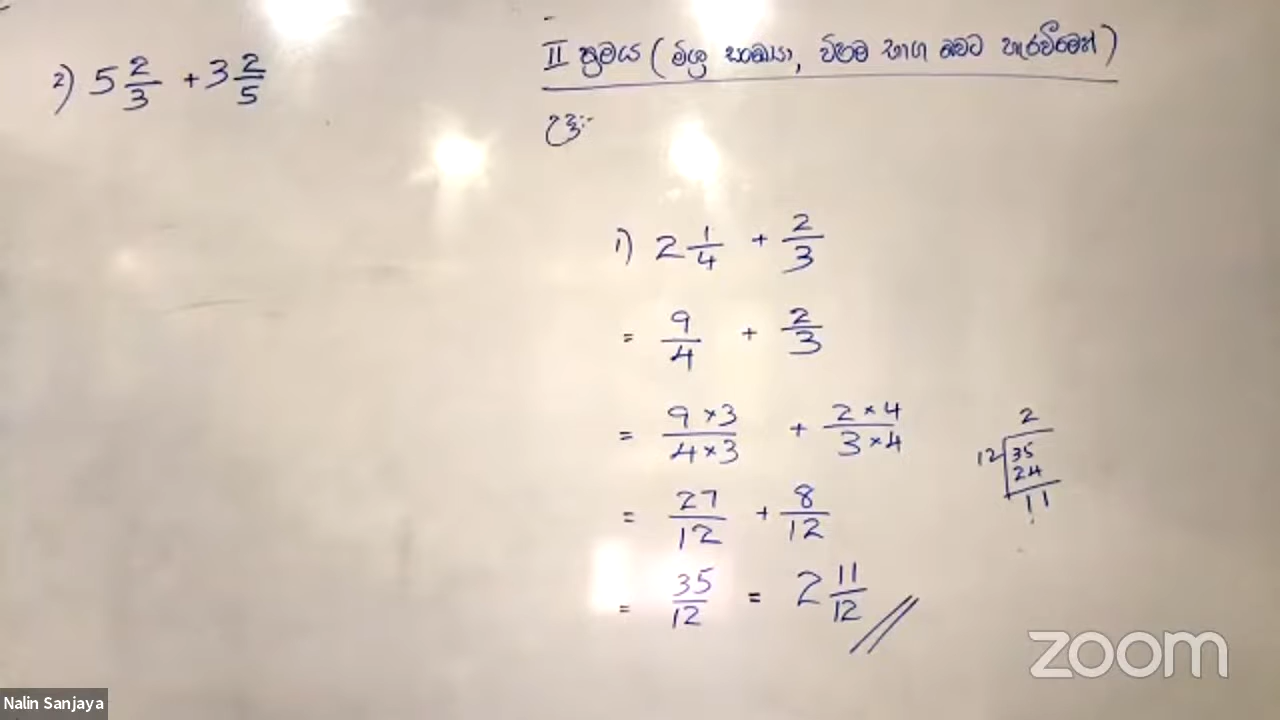 2) 5 2/3 + 3 2/5
II ක්‍රමය (මිශ්‍ර සංඛ්‍යා, විෂම භාග බවට හැරවීමෙන්)
උදා:-
1) 2 1/4 + 2/3
= 9/4 + 2/3
= 9×3/4×3 + 2×4/3×4
= 27/12 + 8/12
= 35/12 = 2 11/12
2
12 35
24
11
zoom
Nalin Sanjaya